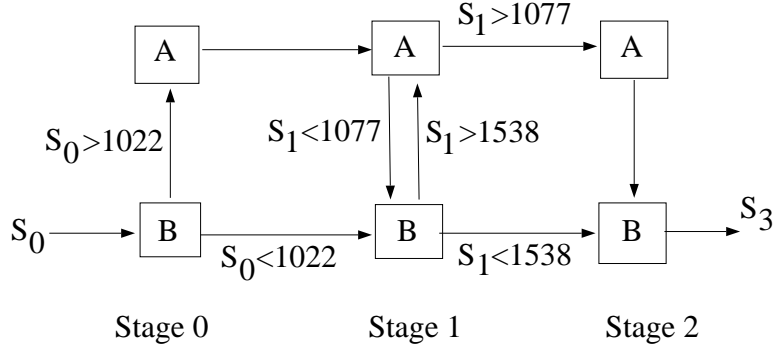 S1>1077
A
A
A
S0>1022
S1<1077
S1>1538
S0
B
B
B
S3
S0<1022
S1<1538
Stage 0
Stage 1
Stage 2